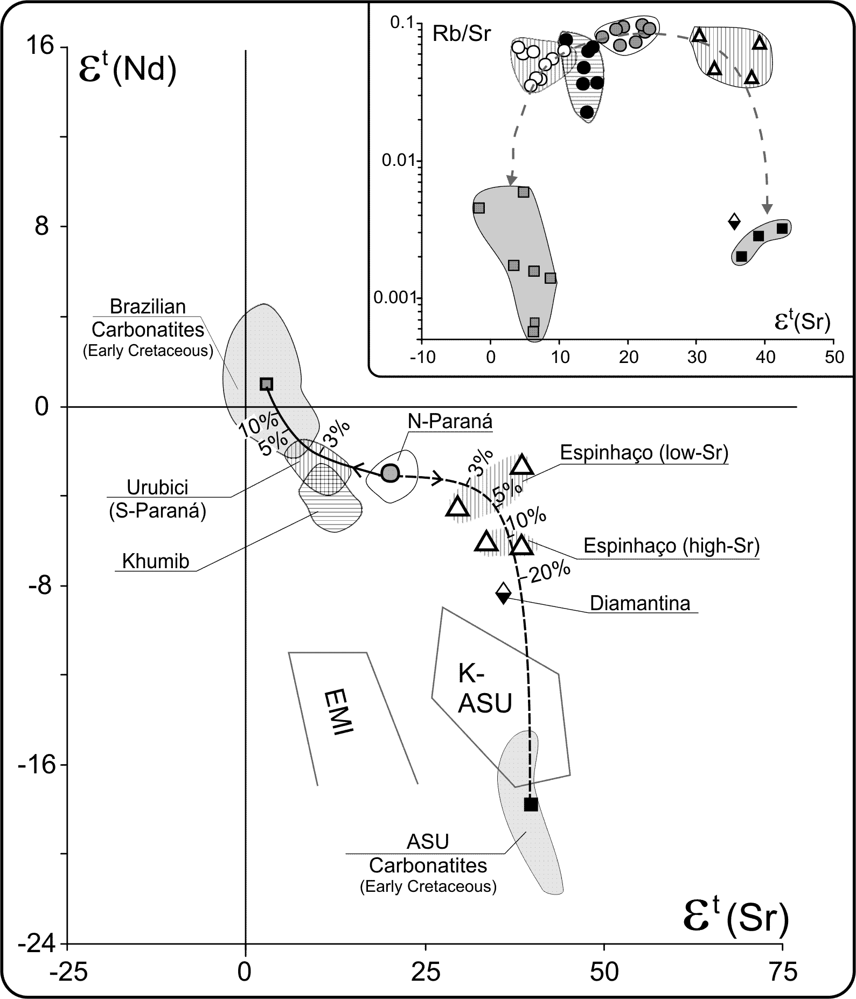 16
εᵗ(Nd)
8
0
-8
-16
-24
-25
0
25
50
75
εᵗ(Sr)
0.1
Rb/Sr
0.01
0.001
εᵗ(Sr)
-10
0
10
20
30
40
50
Brazilian
Carbonatites
(Early Cretaceous)
10%
5%
3%
N-Paraná
Urubici
(S-Paraná)
Khumib
3%
5%
10%
20%
Espinhaço (low-Sr)
Espinhaço (high-Sr)
Diamantina
EMI
K-
ASU
ASU
Carbonatites
(Early Cretaceous)